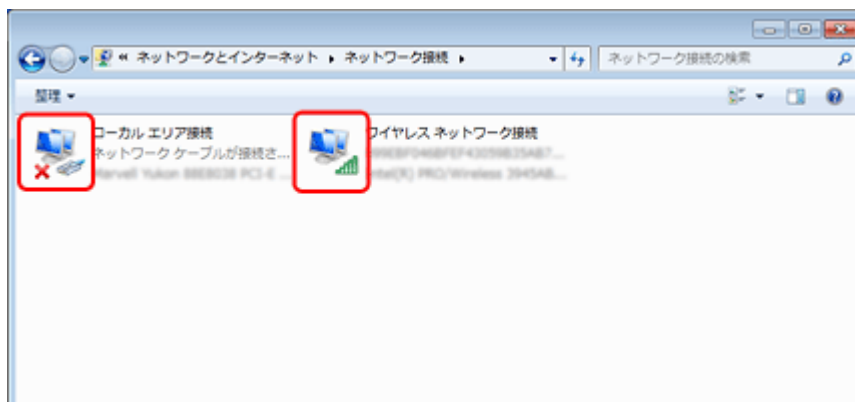 « ネットワークとインターネット ▸ ネットワーク接続 ▸
ネットワーク接続の検索
整理 ▾
ローカル エリア接続
ネットワーク ケーブルが接続さ...
ワイヤレス ネットワーク接続